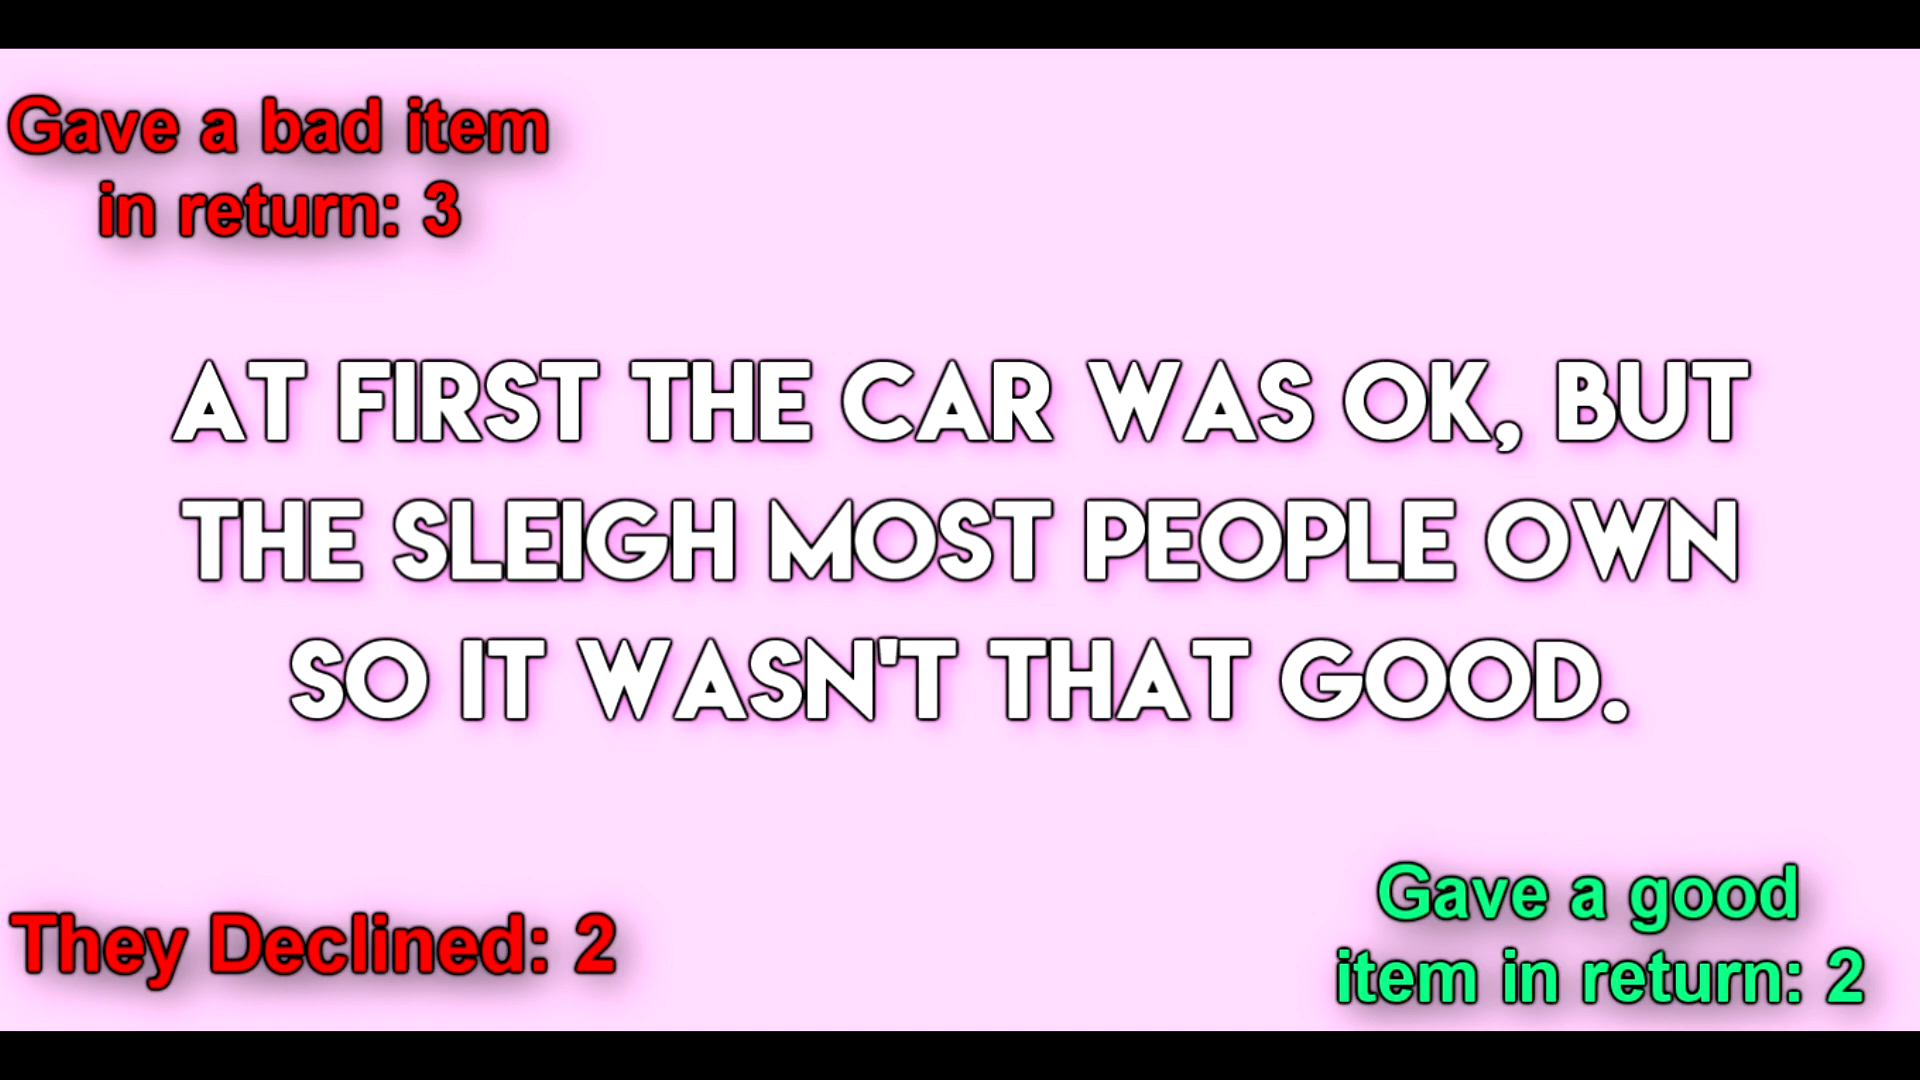 Gave a bad item
in return: 3
AT FIRST THE CAR WAS OK, BUT
THE SLEIGH MOST PEOPLE OWN
SO IT WASN'T THAT GOOD.
They Declined: 2
Gave a good
item in return: 2